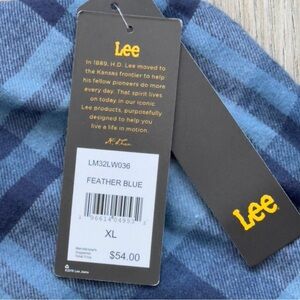 Lee
In 1889, H.D. Lee moved to
the Kansas frontier to help
his fellow pioneers do more
every day. That spirit lives
on today in our iconic
Lee products, purposefully
designed to help you
live a life in motion.
LM32LW036
FEATHER BLUE
XL
$54.00
Lee